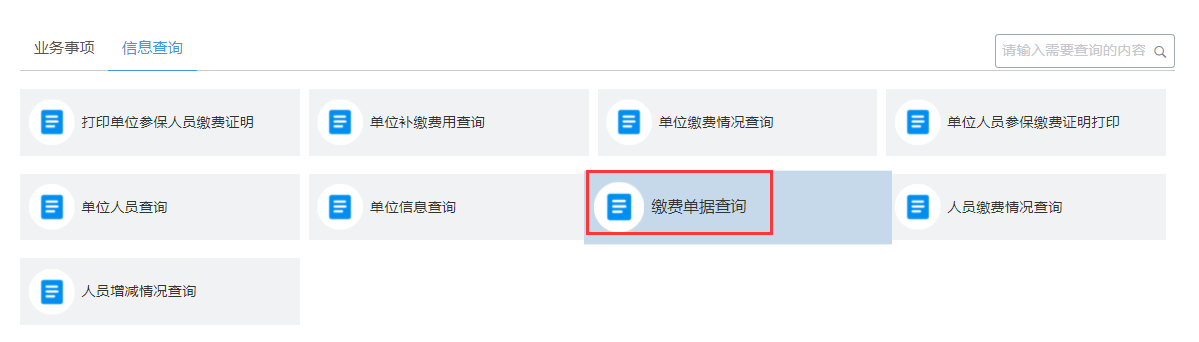 业务事项 信息查询 请输入需要查询的内容
打印单位参保人员缴费证明 单位补缴费用查询 单位缴费情况查询 单位人员参保缴费证明打印
单位人员查询 单位信息查询 缴费单据查询 人员缴费情况查询
人员增减情况查询